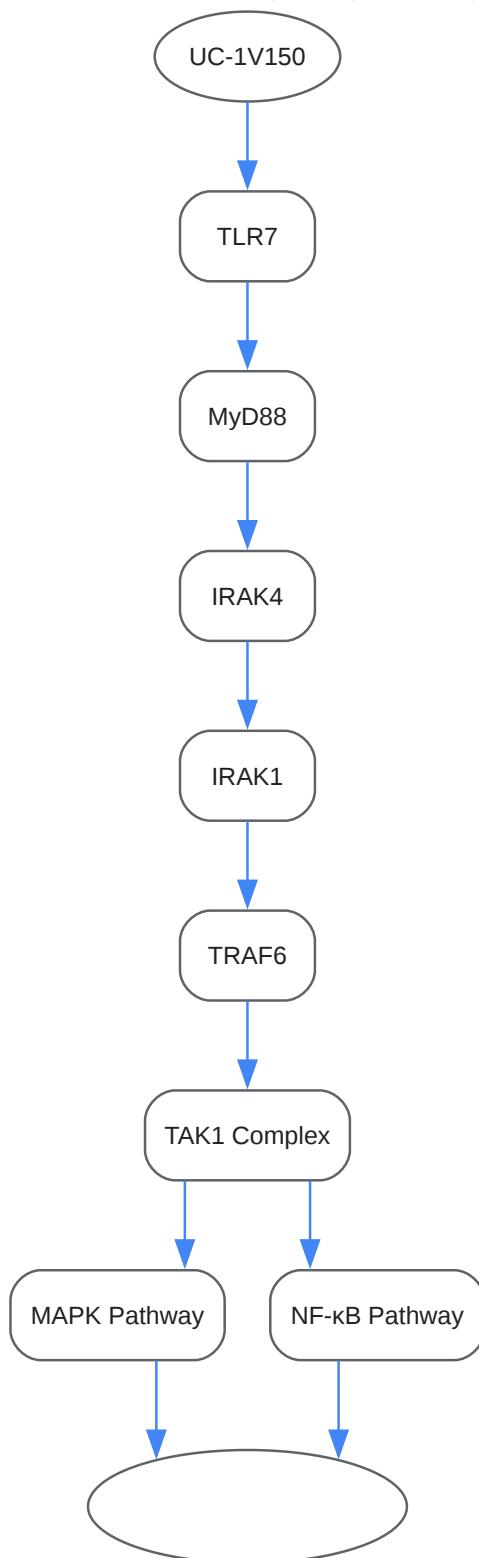 UC-1V150
TLR7
MyD88
IRAK4
IRAK1
TRAF6
TAK1 Complex
MAPK Pathway
NF-κB Pathway